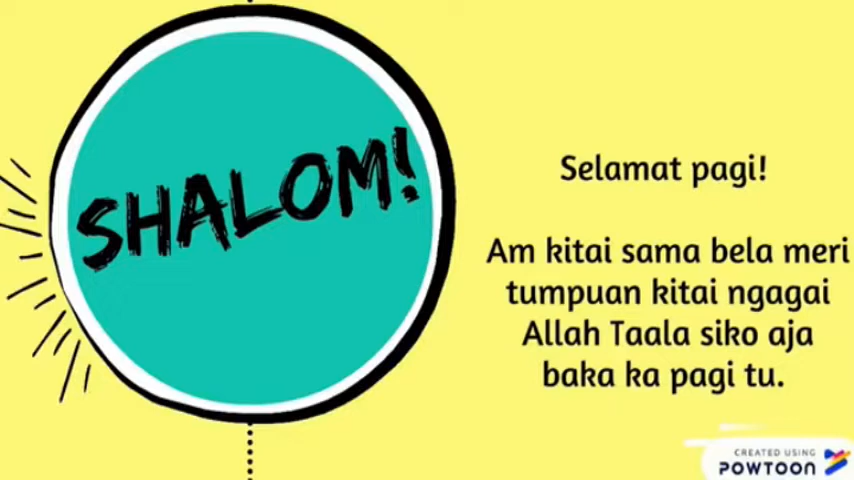 SHALOM!
Selamat pagi!
Am kitai sama bela meri
tumpuan kitai ngagai
Allah Taala siko aja
baka ka pagi tu.
CREATED USING
POWTOON